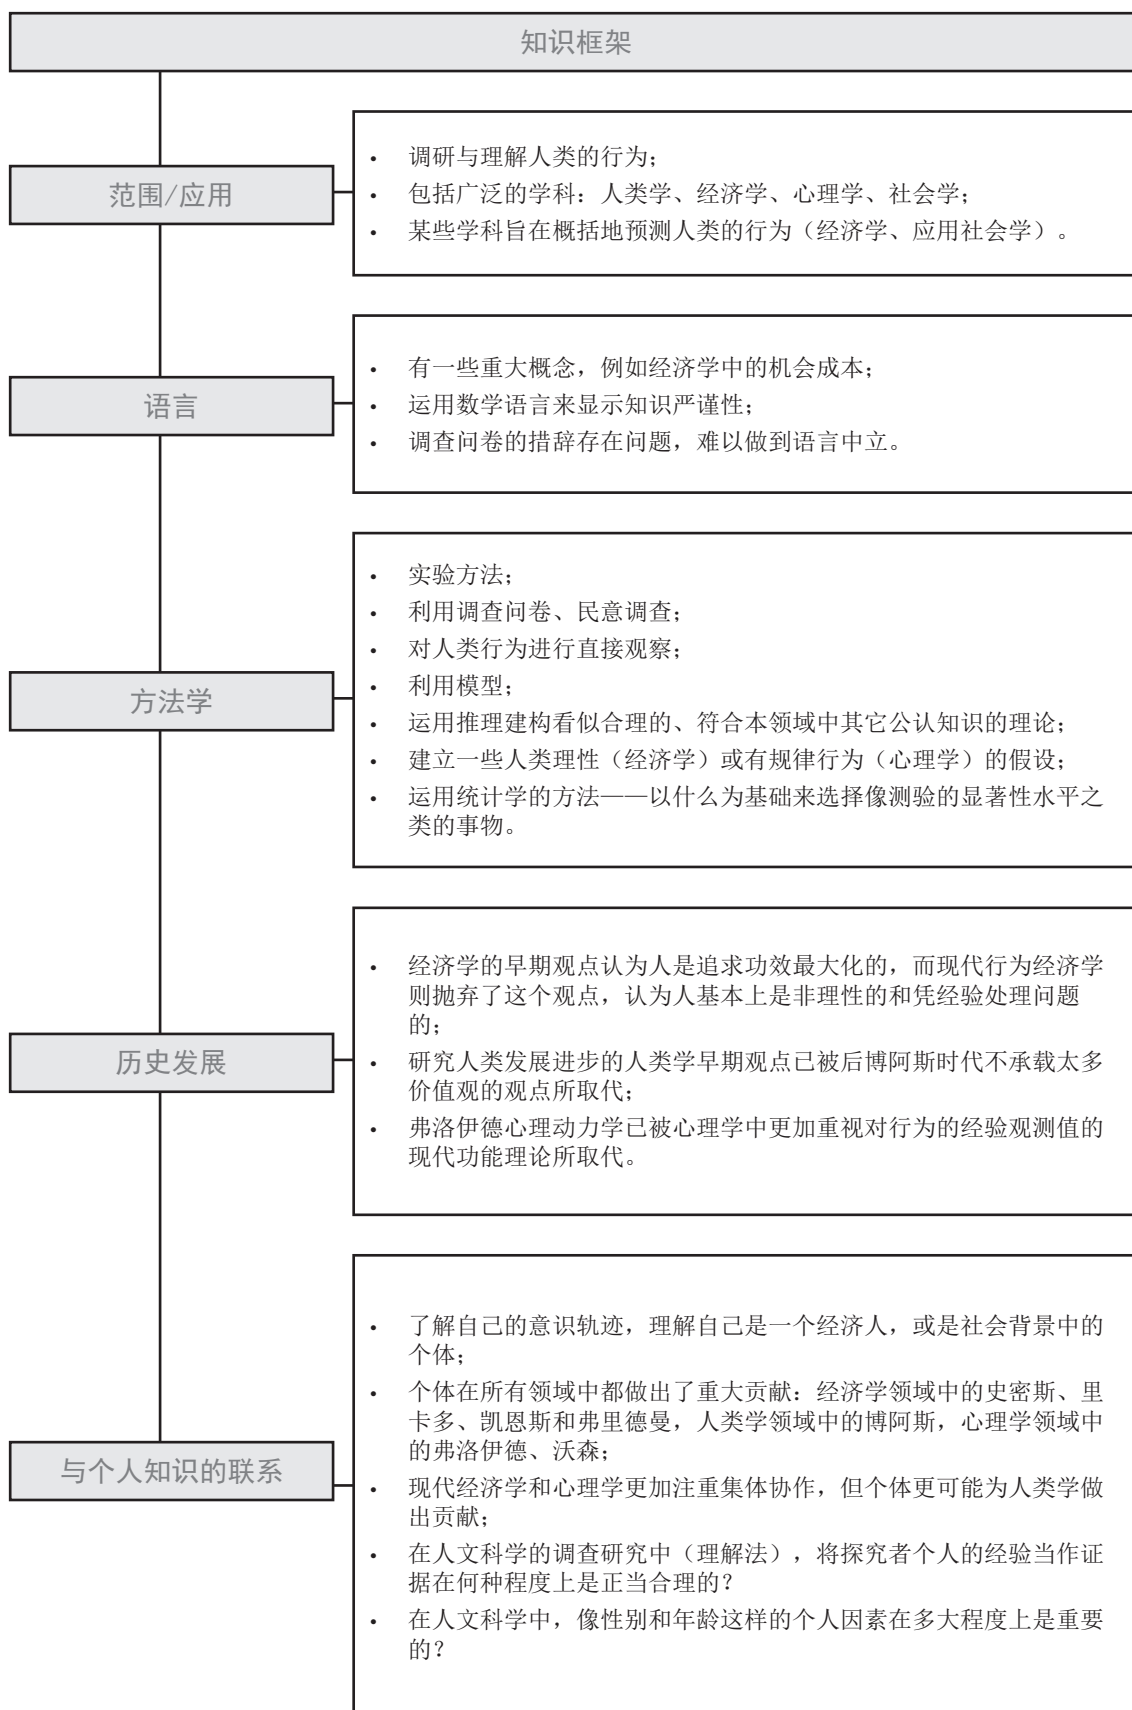 知识框架
范围/应用
• 调研与理解人类的行为；
• 包括广泛的学科：人类学、经济学、心理学、社会学；
• 某些学科旨在概括地预测人类的行为（经济学、应用社会学）。
语言
• 有一些重大概念，例如经济学中的机会成本；
• 运用数学语言来显示知识严谨性；
• 调查问卷的措辞存在问题，难以做到语言中立。
方法学
• 实验方法；
• 利用调查问卷、民意调查；
• 对人类行为进行直接观察；
• 利用模型；
• 运用推理建构看似合理的、符合本领域中其它公认知识的理论；
• 建立一些人类理性（经济学）或有规律行为（心理学）的假设；
• 运用统计学的方法——以什么为基础来选择像测验的显著性水平之
类的事物。
历史发展
• 经济学的早期观点认为人是追求功效最大化的，而现代行为经济学
则抛弃了这个观点，认为人基本上是非理性的和凭经验处理问题
的；
• 研究人类发展进步的人类学早期观点已被后博阿斯时代不承载太多
价值观的观点所取代；
• 弗洛伊德心理动力学已被心理学中更加重视对行为的经验观测值的
现代功能理论所取代。
与个人知识的联系
• 了解自己的意识轨迹，理解自己是一个经济人，或是社会背景中的
个体；
• 个体在所有领域中都做出了重大贡献：经济学领域中的史密斯、里
卡多、凯恩斯和弗里德曼，人类学领域中的博阿斯，心理学领域中
的弗洛伊德、沃森；
• 现代经济学和心理学更加注重集体协作，但个体更可能为人类学做
出贡献；
• 在人文科学的调查研究中（理解法），将探究者个人的经验当作证
据在何种程度上是正当合理的？
• 在人文科学中，像性别和年龄这样的个人因素在多大程度上是重要
的？